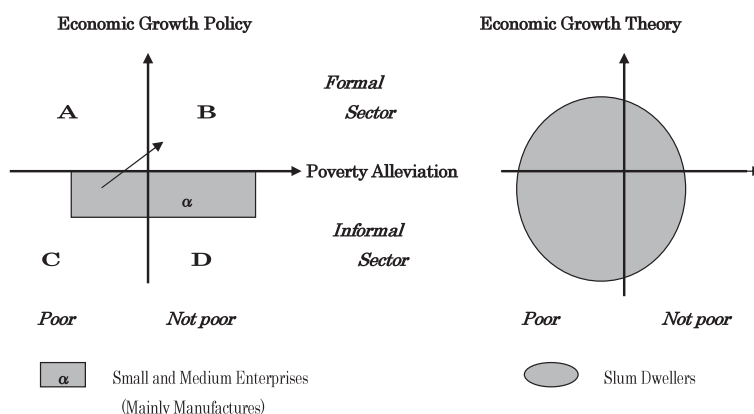 Economic Growth Policy
Economic Growth Theory
Formal
Sector
A
B
Poverty Alleviation
α
Informal
Sector
C
D
Poor
Not poor
Poor
Not poor
α
Small and Medium Enterprises
(Mainly Manufactures)
Slum Dwellers